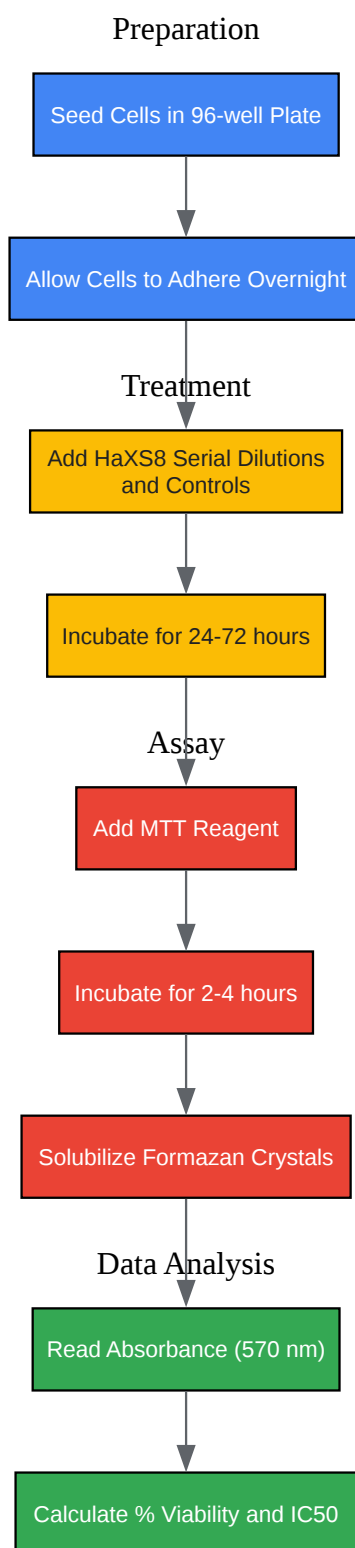 Preparation
Seed Cells in 96-well Plate
Allow Cells to Adhere Overnight
Treatment
Add HaXS8 Serial Dilutions
and Controls
Incubate for 24-72 hours
Assay
Add MTT Reagent
Incubate for 2-4 hours
Solubilize Formazan Crystals
Data Analysis
Read Absorbance (570 nm)
Calculate % Viability and IC50